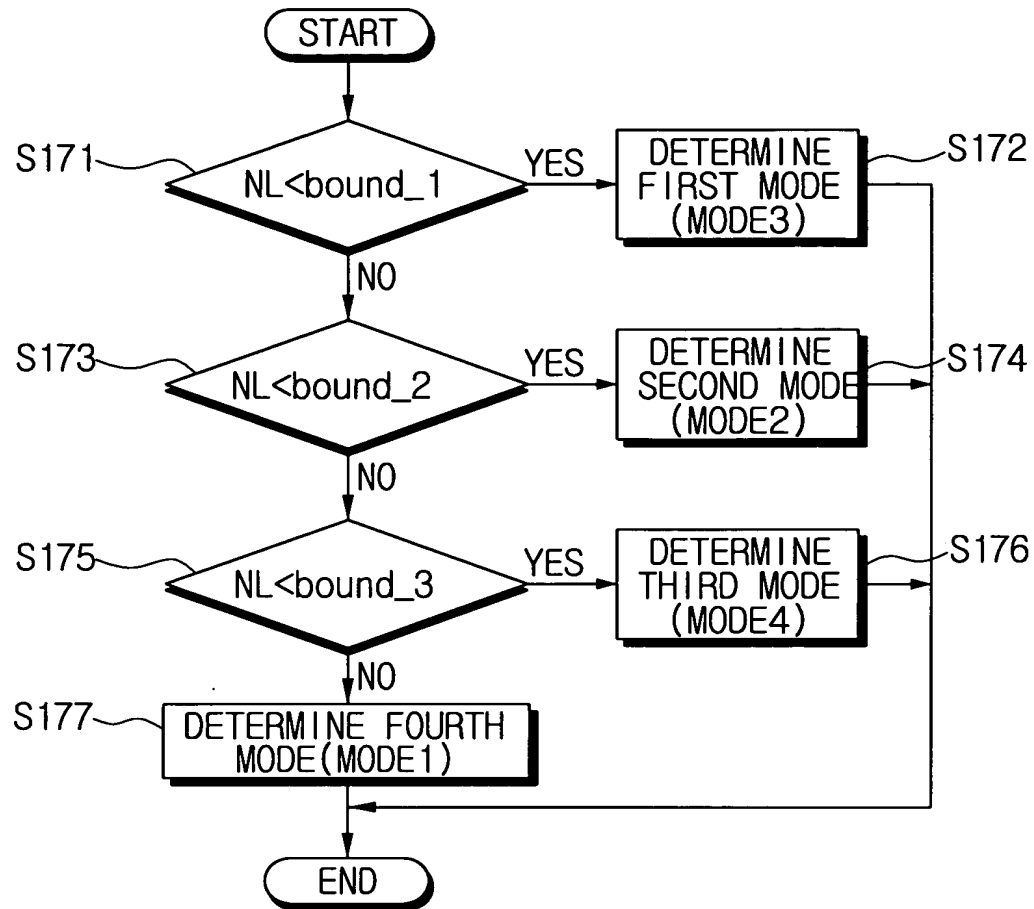 START
S171
NL<bound_1
YES
DETERMINE
FIRST MODE
(MODE3)
S172
NO
S173
NL<bound_2
YES
DETERMINE
SECOND MODE
(MODE2)
S174
NO
S175
NL<bound_3
YES
DETERMINE
THIRD MODE
(MODE4)
S176
NO
S177
DETERMINE FOURTH
MODE(MODE1)
END